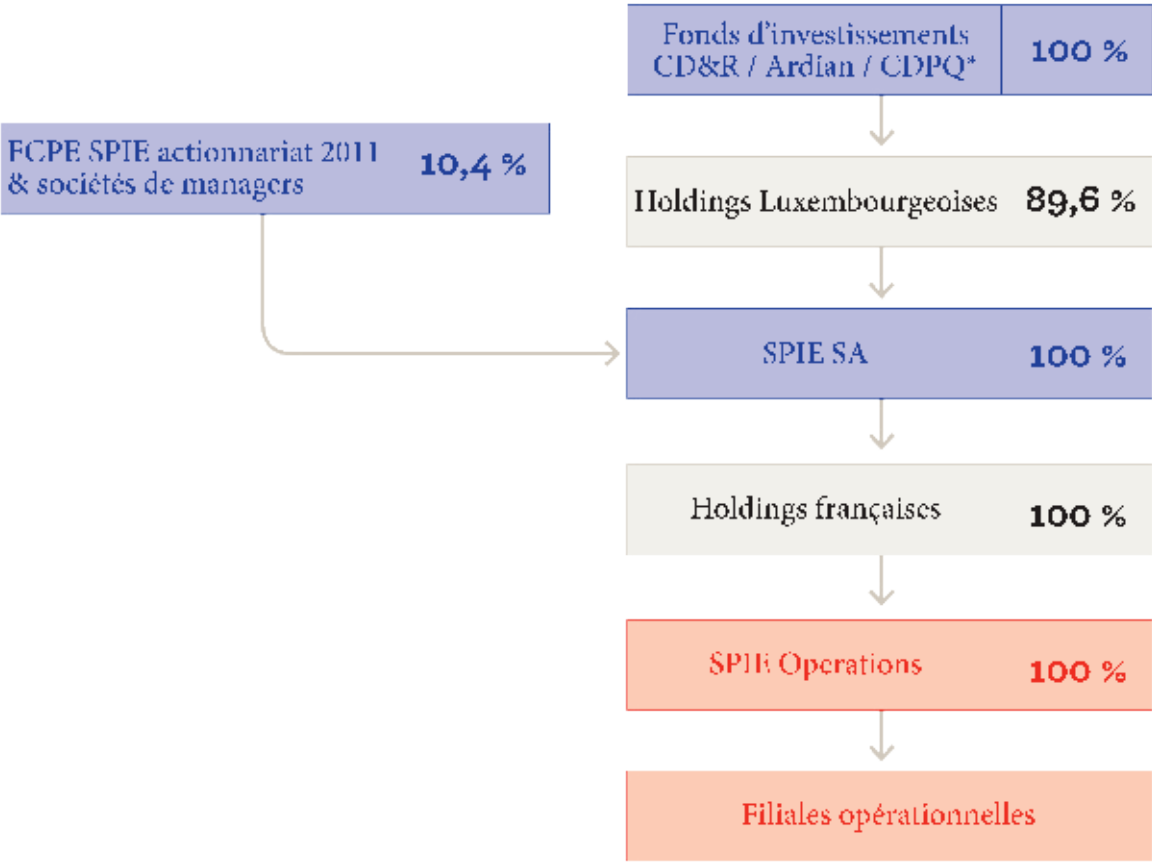 Fonds d'investissements
CD&R / Ardian / CDPQ*
100 %
FCPE SPIE actionnariat 2011
& sociétés de managers
10,4 %
Holdings Luxembourgeoises 89,6 %
SPIE SA 100 %
Holdings françaises 100 %
SPIE Operations 100 %
Filiales opérationnelles